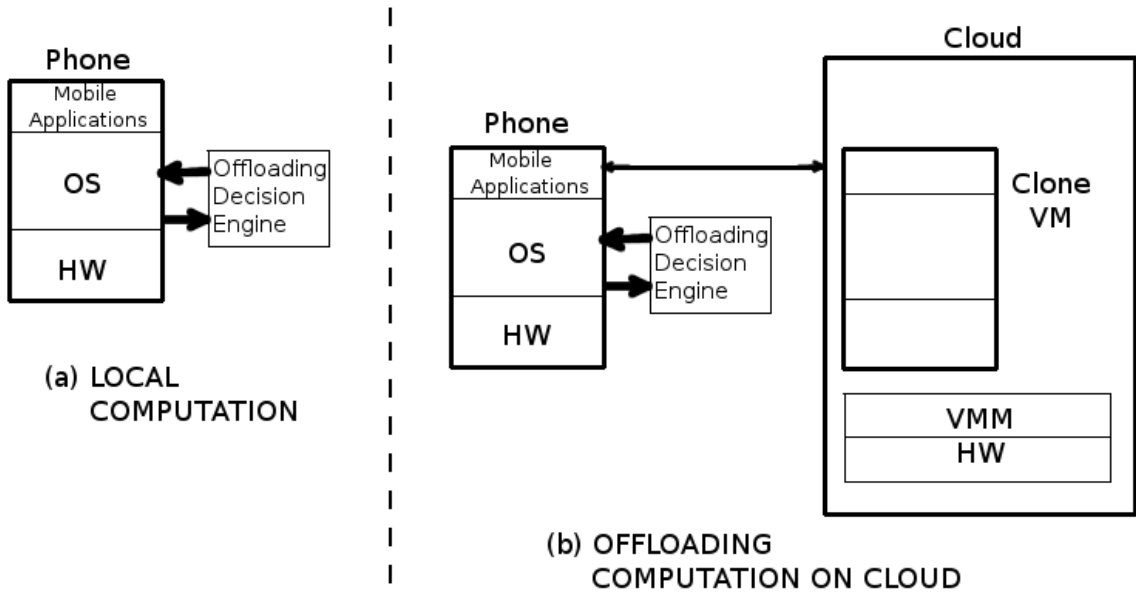 Phone
Mobile
Applications
OS
HW
Offloading
Decision
Engine
(a) LOCAL
COMPUTATION
Phone
Mobile
Applications
OS
HW
Offloading
Decision
Engine
Cloud
Clone
VM
VMM
HW
(b) OFFLOADING
COMPUTATION ON CLOUD